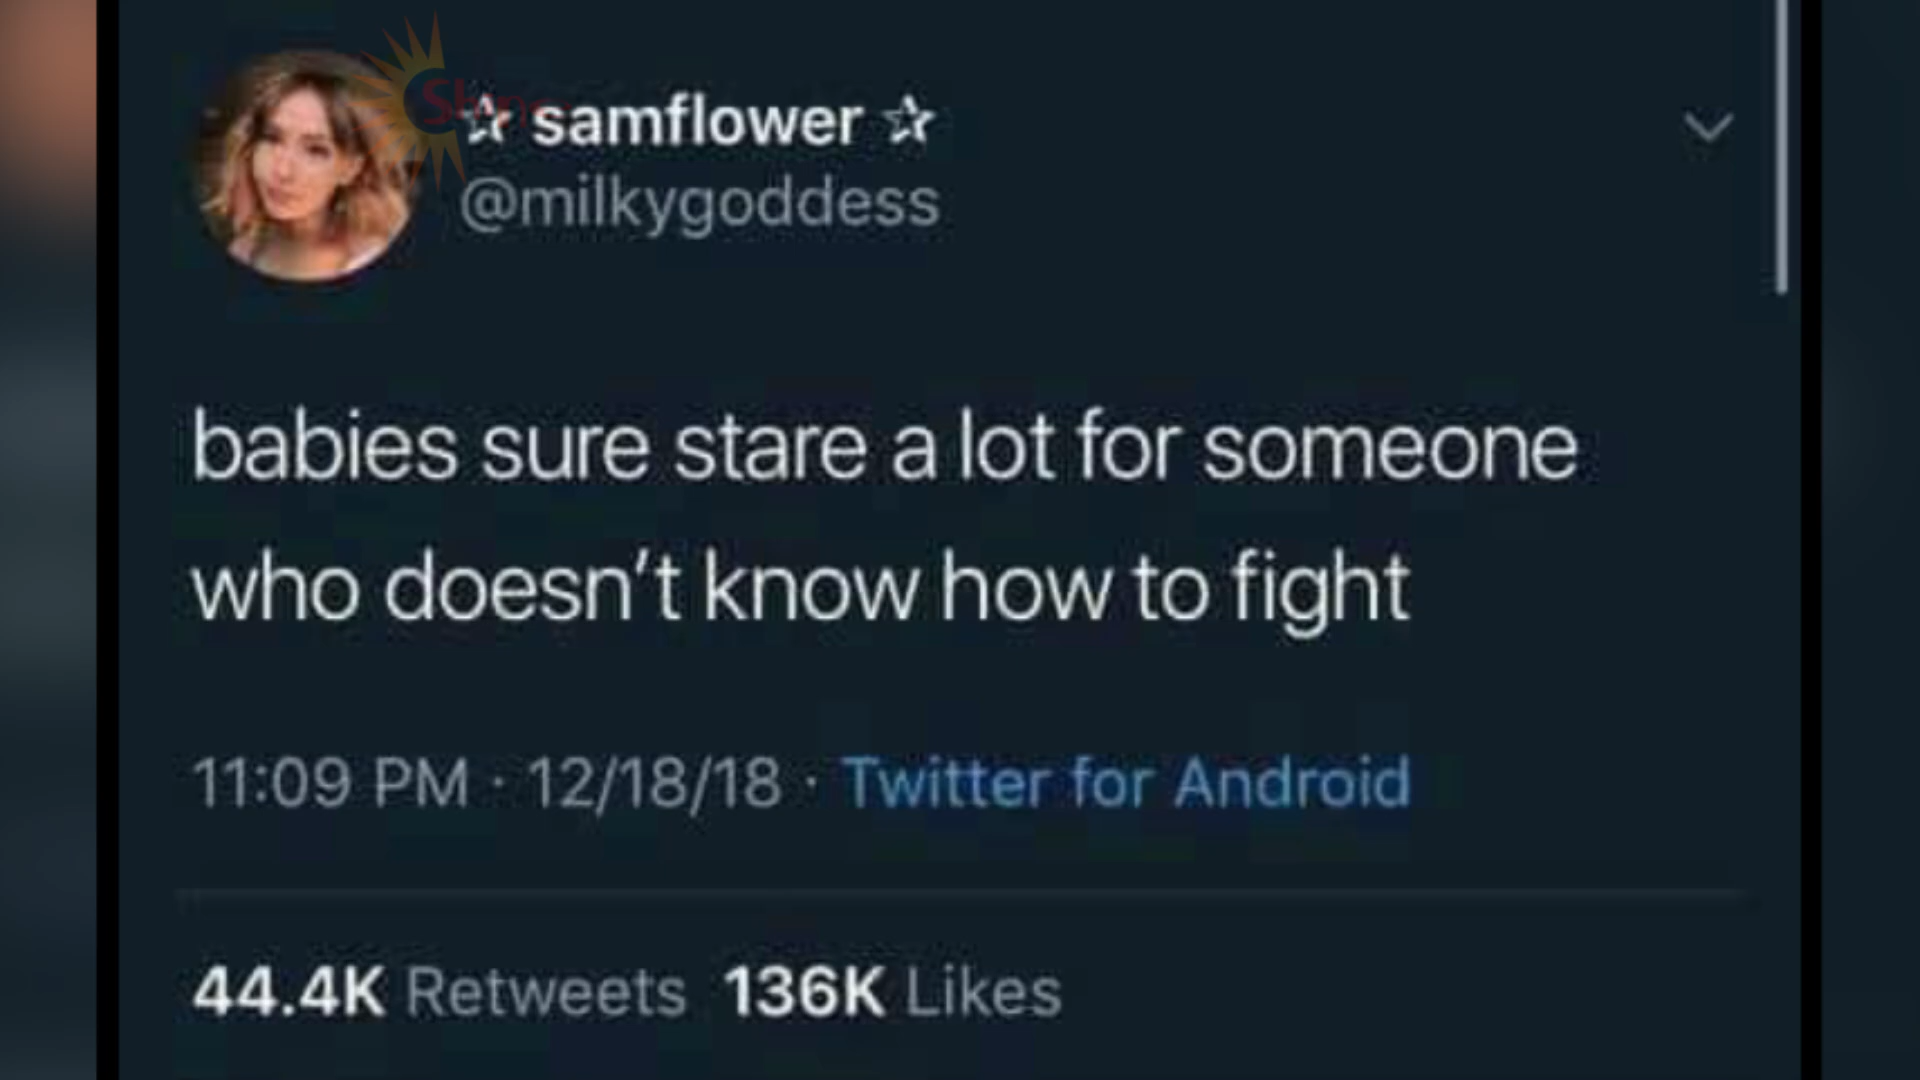 Shine
☆ samflower ☆
@milkygoddess
babies sure stare a lot for someone
who doesn't know how to fight
11:09 PM · 12/18/18 · Twitter for Android
44.4K Retweets 136K Likes